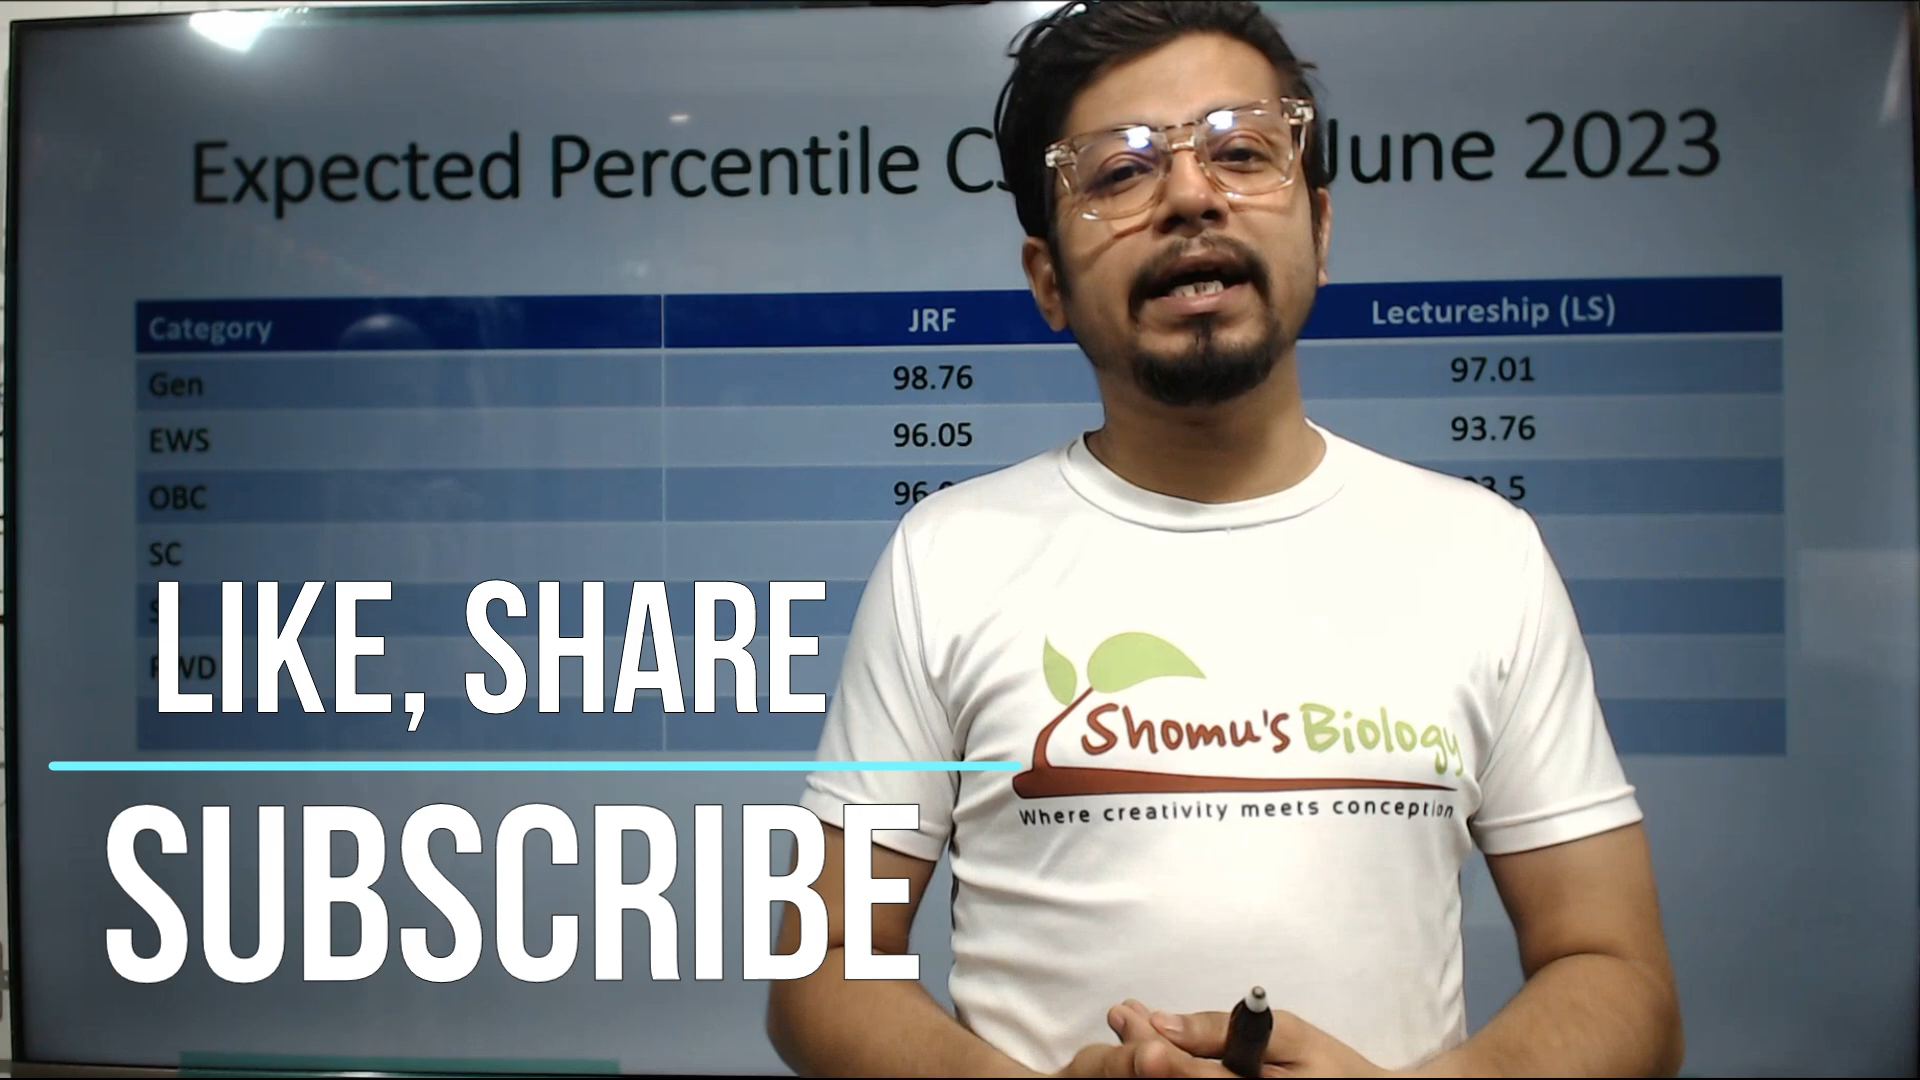 Expected Percentile June 2023
Category JRF Lectureship (LS)
Gen 98.76 97.01
EWS 96.05 93.76
OBC
SC
LIKE, SHARE
SUBSCRIBE
Shomu's Biology
Where creativity meets conception